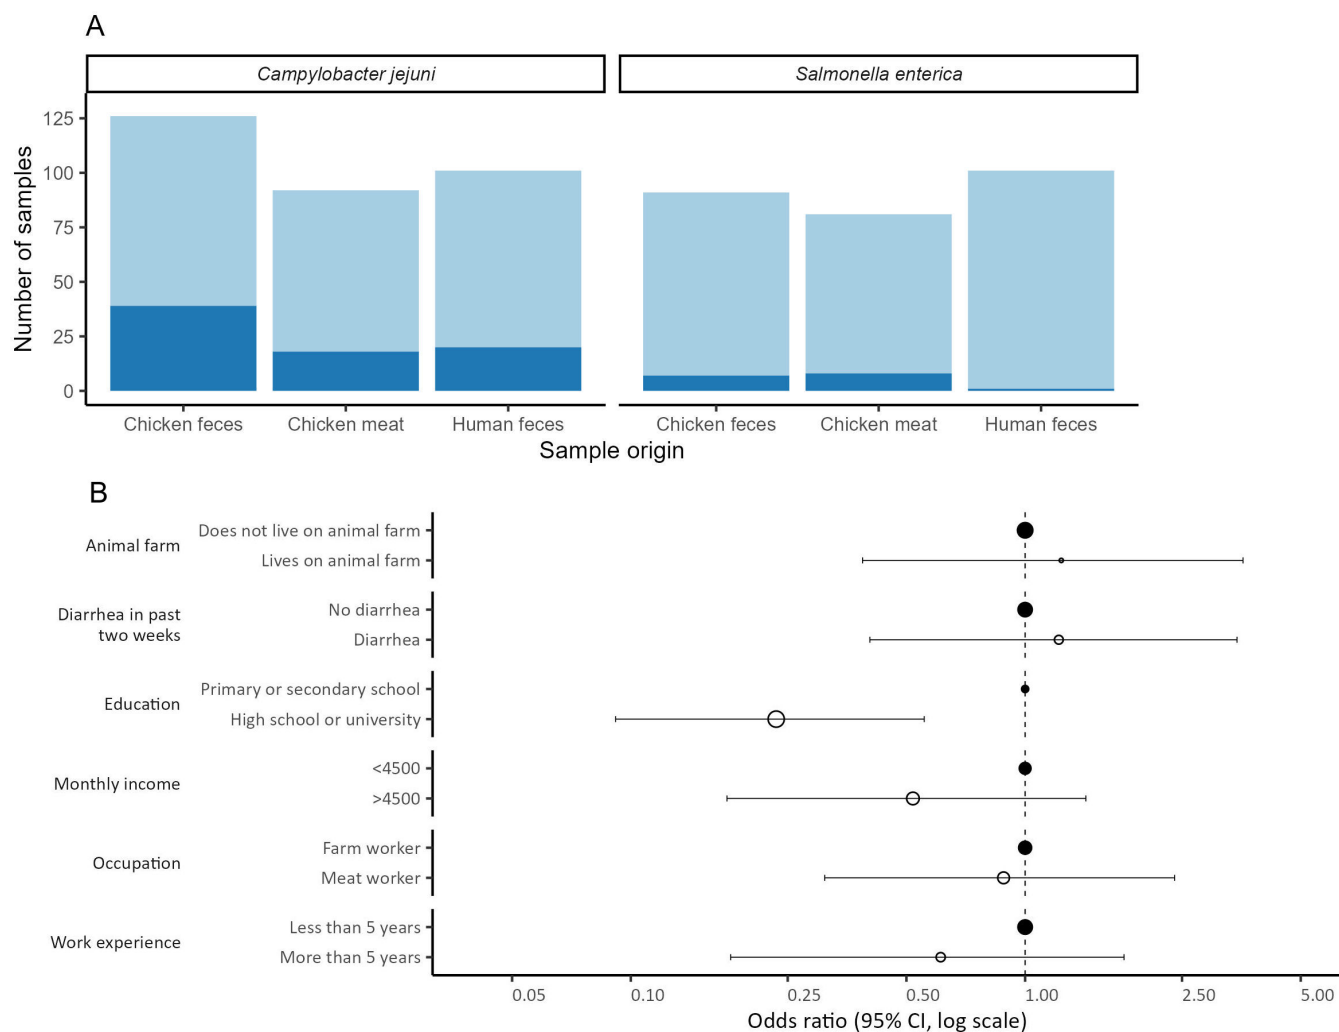 A
Campylobacter jejuni
Salmonella enterica
Number of samples
125
100
75
50
25
0
Chicken feces
Chicken meat
Human feces
Chicken feces
Chicken meat
Human feces
Sample origin
B
Animal farm
Does not live on animal farm
Lives on animal farm
Diarrhea in past
two weeks
No diarrhea
Diarrhea
Education
Primary or secondary school
High school or university
Monthly income
<4500
>4500
Occupation
Farm worker
Meat worker
Work experience
Less than 5 years
More than 5 years
0.05
0.10
0.25
0.50
1.00
2.50
5.00
Odds ratio (95% CI, log scale)